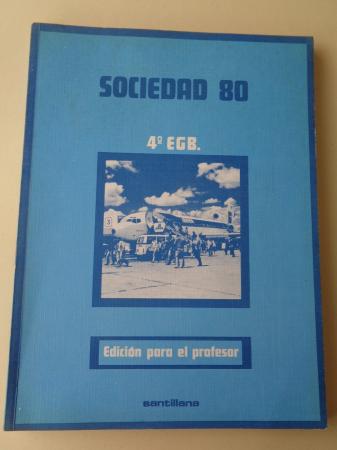 SOCIEDAD 80
4º EGB.
Edición para el profesor
santillana